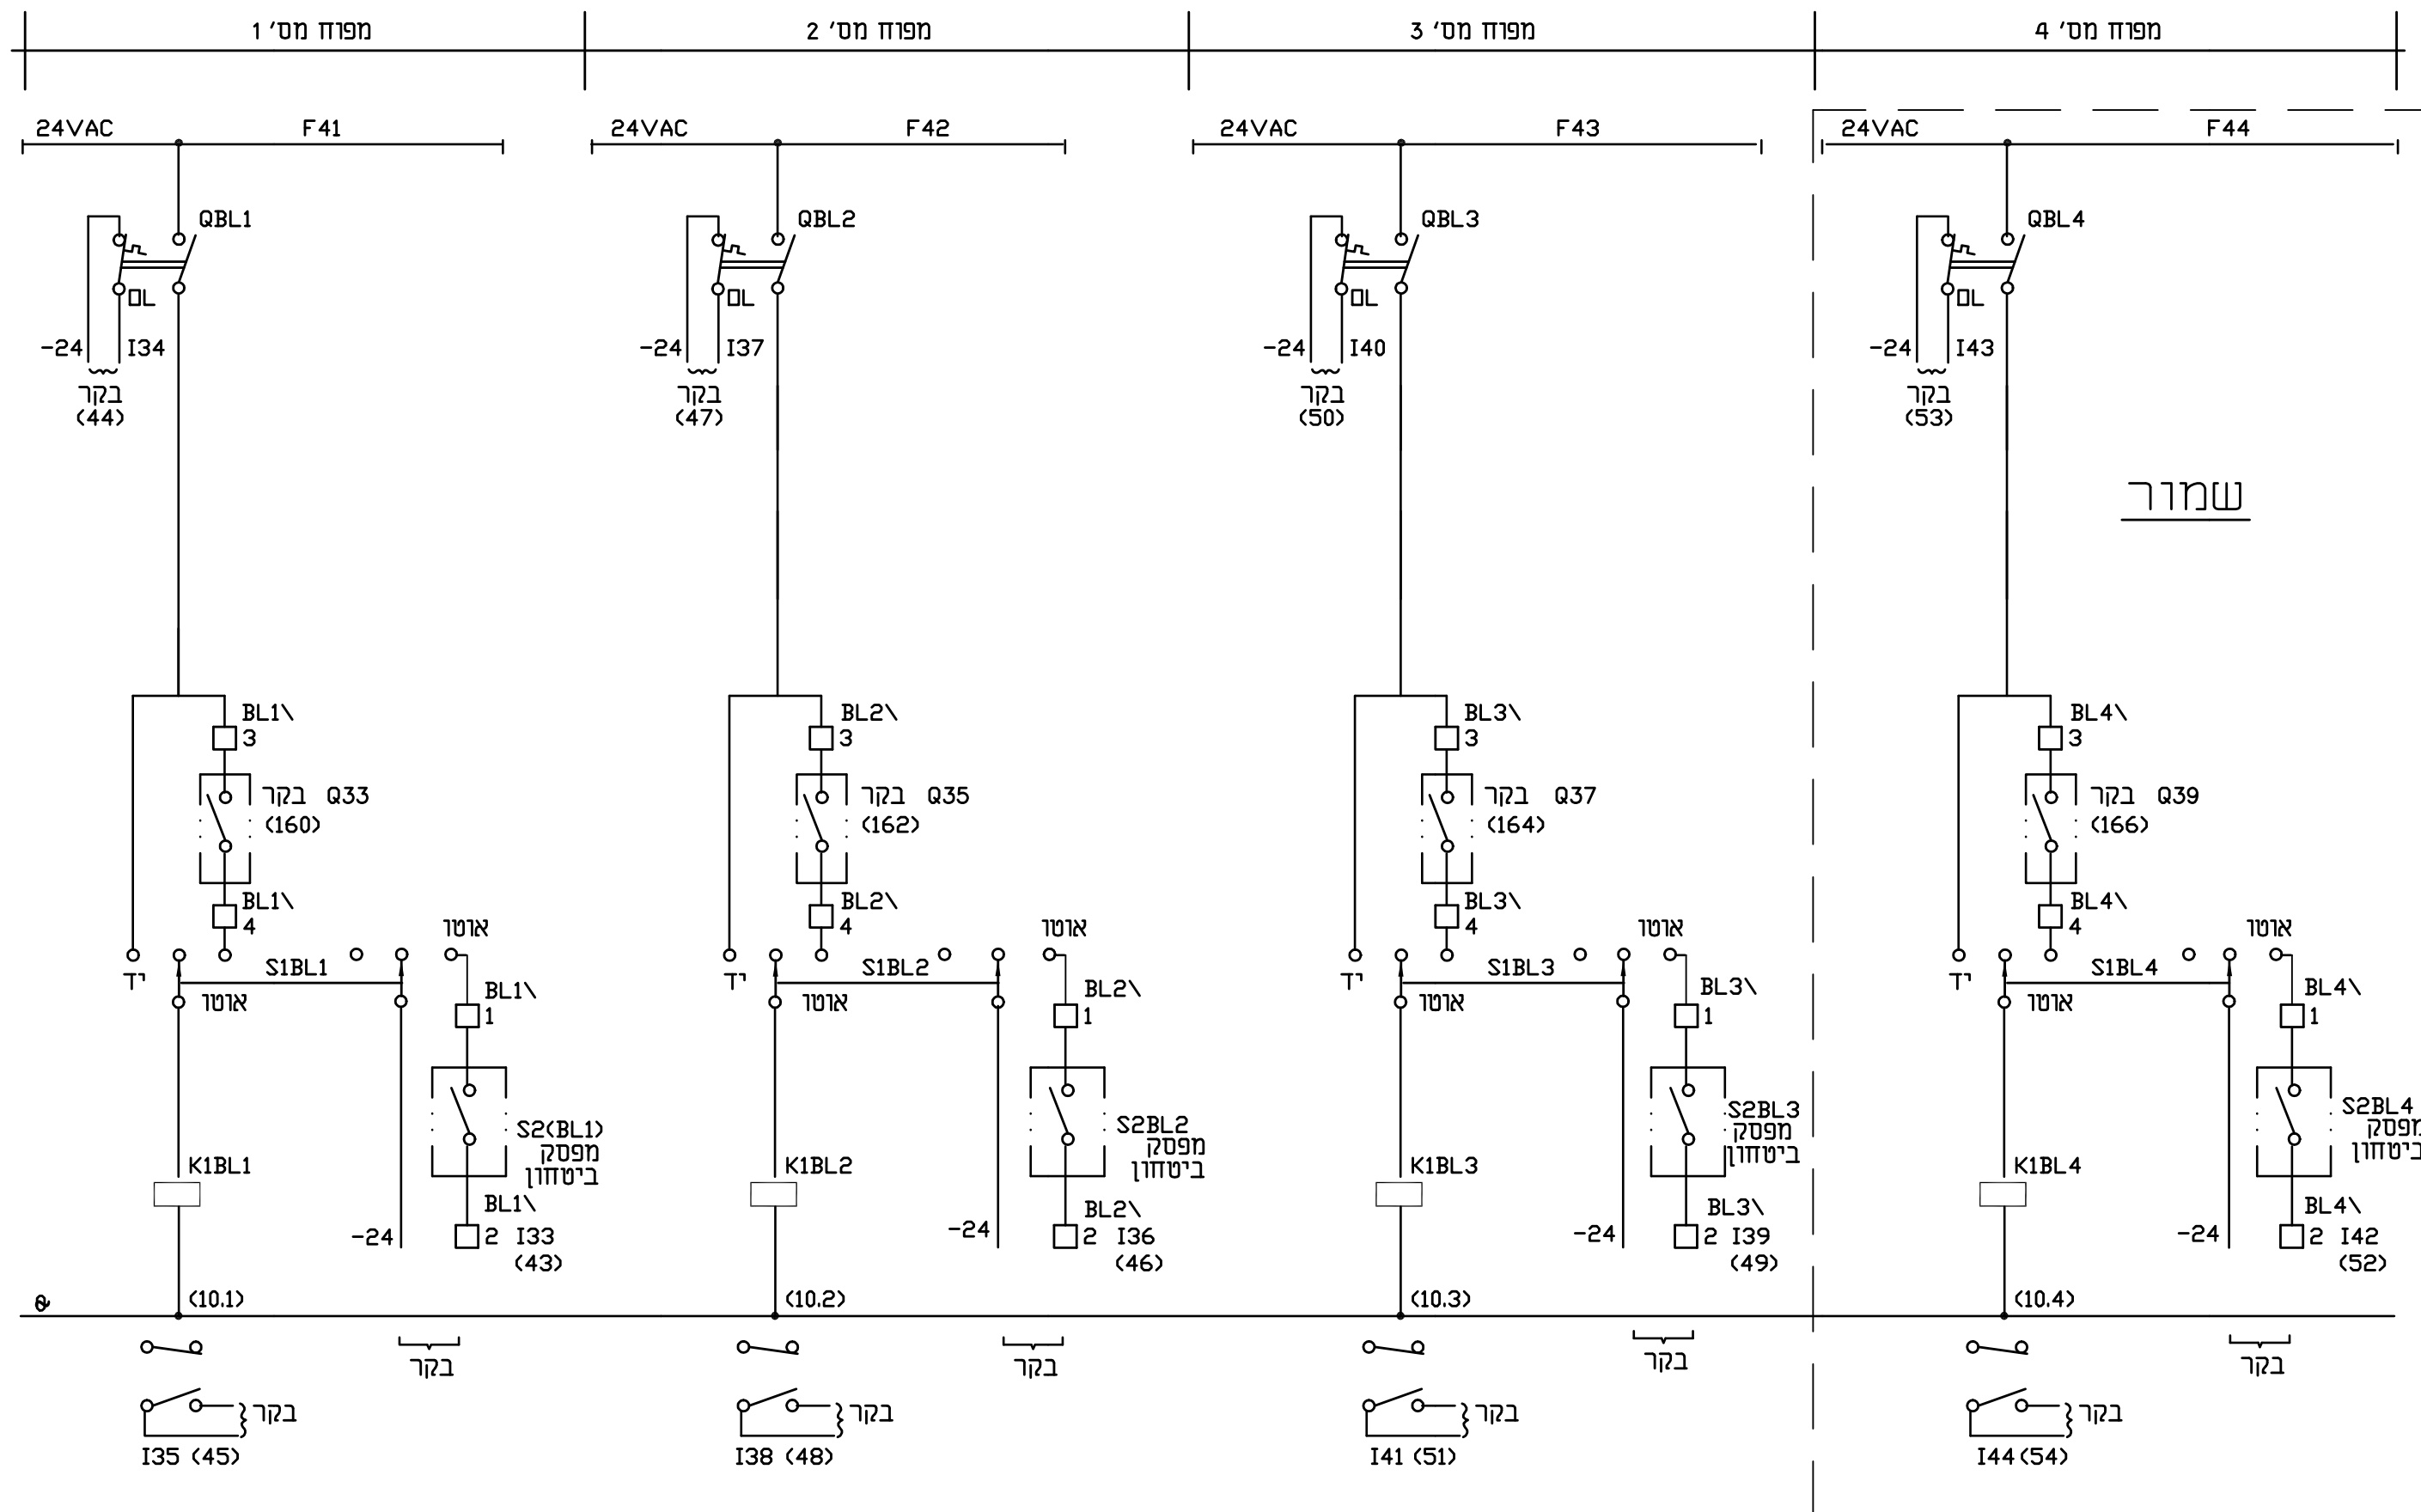 מפוח מס' 1
מפוח מס' 2
מפוח מס' 3
מפוח מס' 4
24VAC F41
24VAC F42
24VAC F43
24VAC F44
QBL1
QBL2
QBL3
QBL4
OL
OL
OL
OL
-24 I34
-24 I37
-24 I40
-24 I43
בקר
(44)
בקר
(47)
בקר
(50)
בקר
(53)
שמור
BL1\
3
BL2\
3
BL3\
3
BL4\
3
בקר Q33
(160)
בקר Q35
(162)
בקר Q37
(164)
בקר Q39
(166)
BL1\
4
BL2\
4
BL3\
4
BL4\
4
אוטו
אוטו
אוטו
אוטו
יד
S1BL1
אוטו
יד
S1BL2
אוטו
יד
S1BL3
אוטו
יד
S1BL4
אוטו
BL1\
1
BL2\
1
BL3\
1
BL4\
1
S2(BL1)
מפסק
ביטחון
S2BL2
מפסק
ביטחון
S2BL3
מפסק
ביטחון
S2BL4
מפסק
ביטחון
K1BL1
K1BL2
K1BL3
K1BL4
BL1\
-24 2 I33
(43)
BL2\
-24 2 I36
(46)
BL3\
-24 2 I39
(49)
BL4\
-24 2 I42
(52)
(10.1)
(10.2)
(10.3)
(10.4)
בקר
בקר
בקר
בקר
בקר
בקר
בקר
בקר
I35 (45)
I38 (48)
I41 (51)
I44 (54)